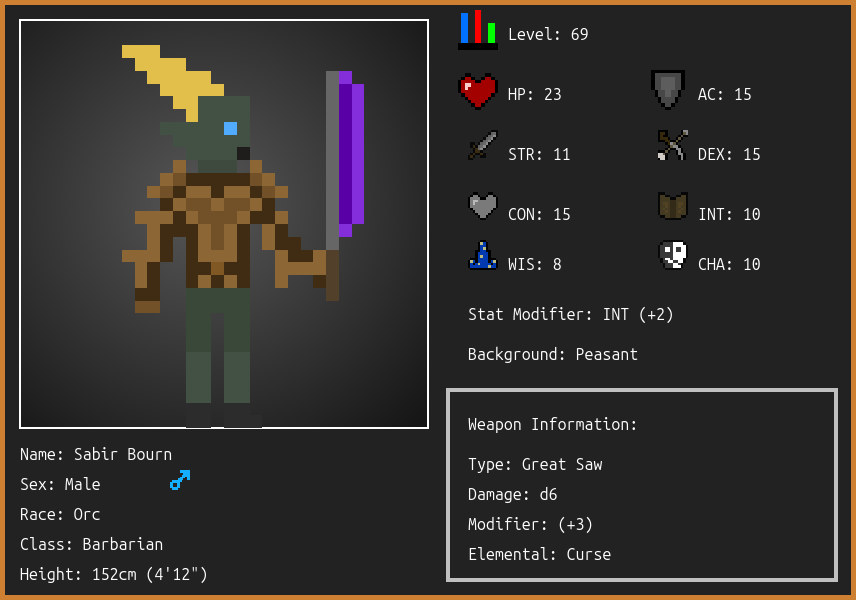 Level: 69
HP: 23
AC: 15
STR: 11
DEX: 15
CON: 15
INT: 10
WIS: 8
CHA: 10
Stat Modifier: INT (+2)
Background: Peasant
Weapon Information:
Type: Great Saw
Damage: d6
Modifier: (+3)
Elemental: Curse
Name: Sabir Bourn
Sex: Male
Race: Orc
Class: Barbarian
Height: 152cm (4'12")